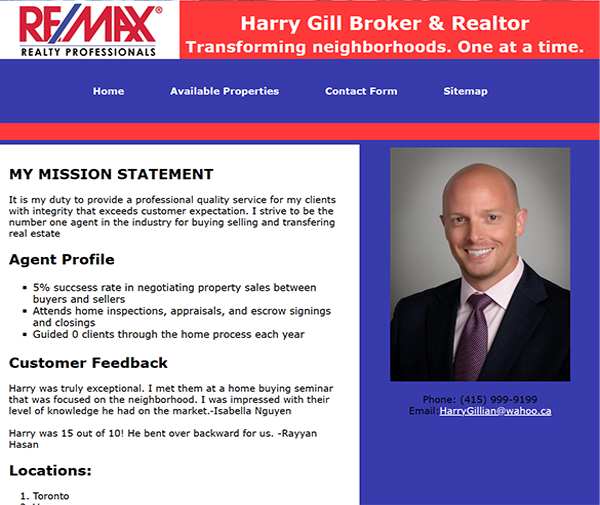 RE/MAX
REALTY PROFESSIONALS
Harry Gill Broker & Realtor
Transforming neighborhoods. One at a time.
Home Available Properties Contact Form Sitemap
MY MISSION STATEMENT
It is my duty to provide a professional quality service for my clients
with integrity that exceeds customer expectation. I strive to be the
number one agent in the industry for buying selling and transfering
real estate
Agent Profile
5% succsess rate in negotiating property sales between
buyers and sellers
Attends home inspections, appraisals, and escrow signings
and closings
Guided 0 clients through the home process each year
Customer Feedback
Harry was truly exceptional. I met them at a home buying seminar
that was focused on the neighborhood. I was impressed with their
level of knowledge he had on the market.-Isabella Nguyen
Harry was 15 out of 10! He bent over backward for us. -Rayyan
Hasan
Locations:
1. Toronto
Phone: (415) 999-9199
Email:HarryGillian@wahoo.ca